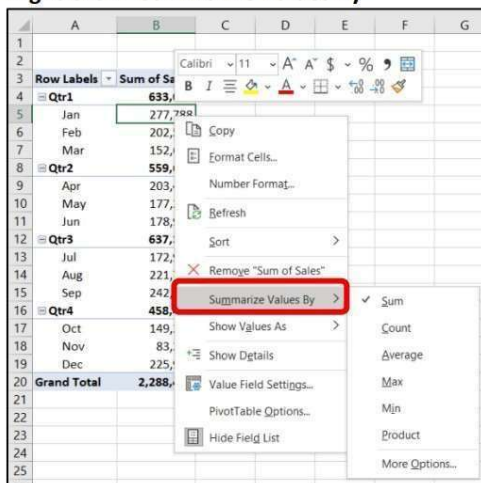 A B C D E F G
1
2
Calibri 11 A^ A˅ $ % 9
3 Row Labels Sum of Sa B I A
4 Qtr1 633,
5 Jan 277,788
6 Feb 202, Copy
7 Mar 152, Format Cells...
8 Qtr2 559,
9 Apr 203, Number Format...
10 May 177,
11 Jun 178, Refresh
12 Qtr3 637, Sort >
13 Jul 172,
14 Aug 221, Remove "Sum of Sales"
15 Sep 242, Summarize Values By > ✓ Sum
16 Qtr4 458,
17 Oct 149, Show Values As > Count
18 Nov 83,
19 Dec 225, Show Details Average
20 Grand Total 2,288, Value Field Settings... Max
21
22 PivotTable Options... Min
23 Hide Field List Product
24
25 More Options...